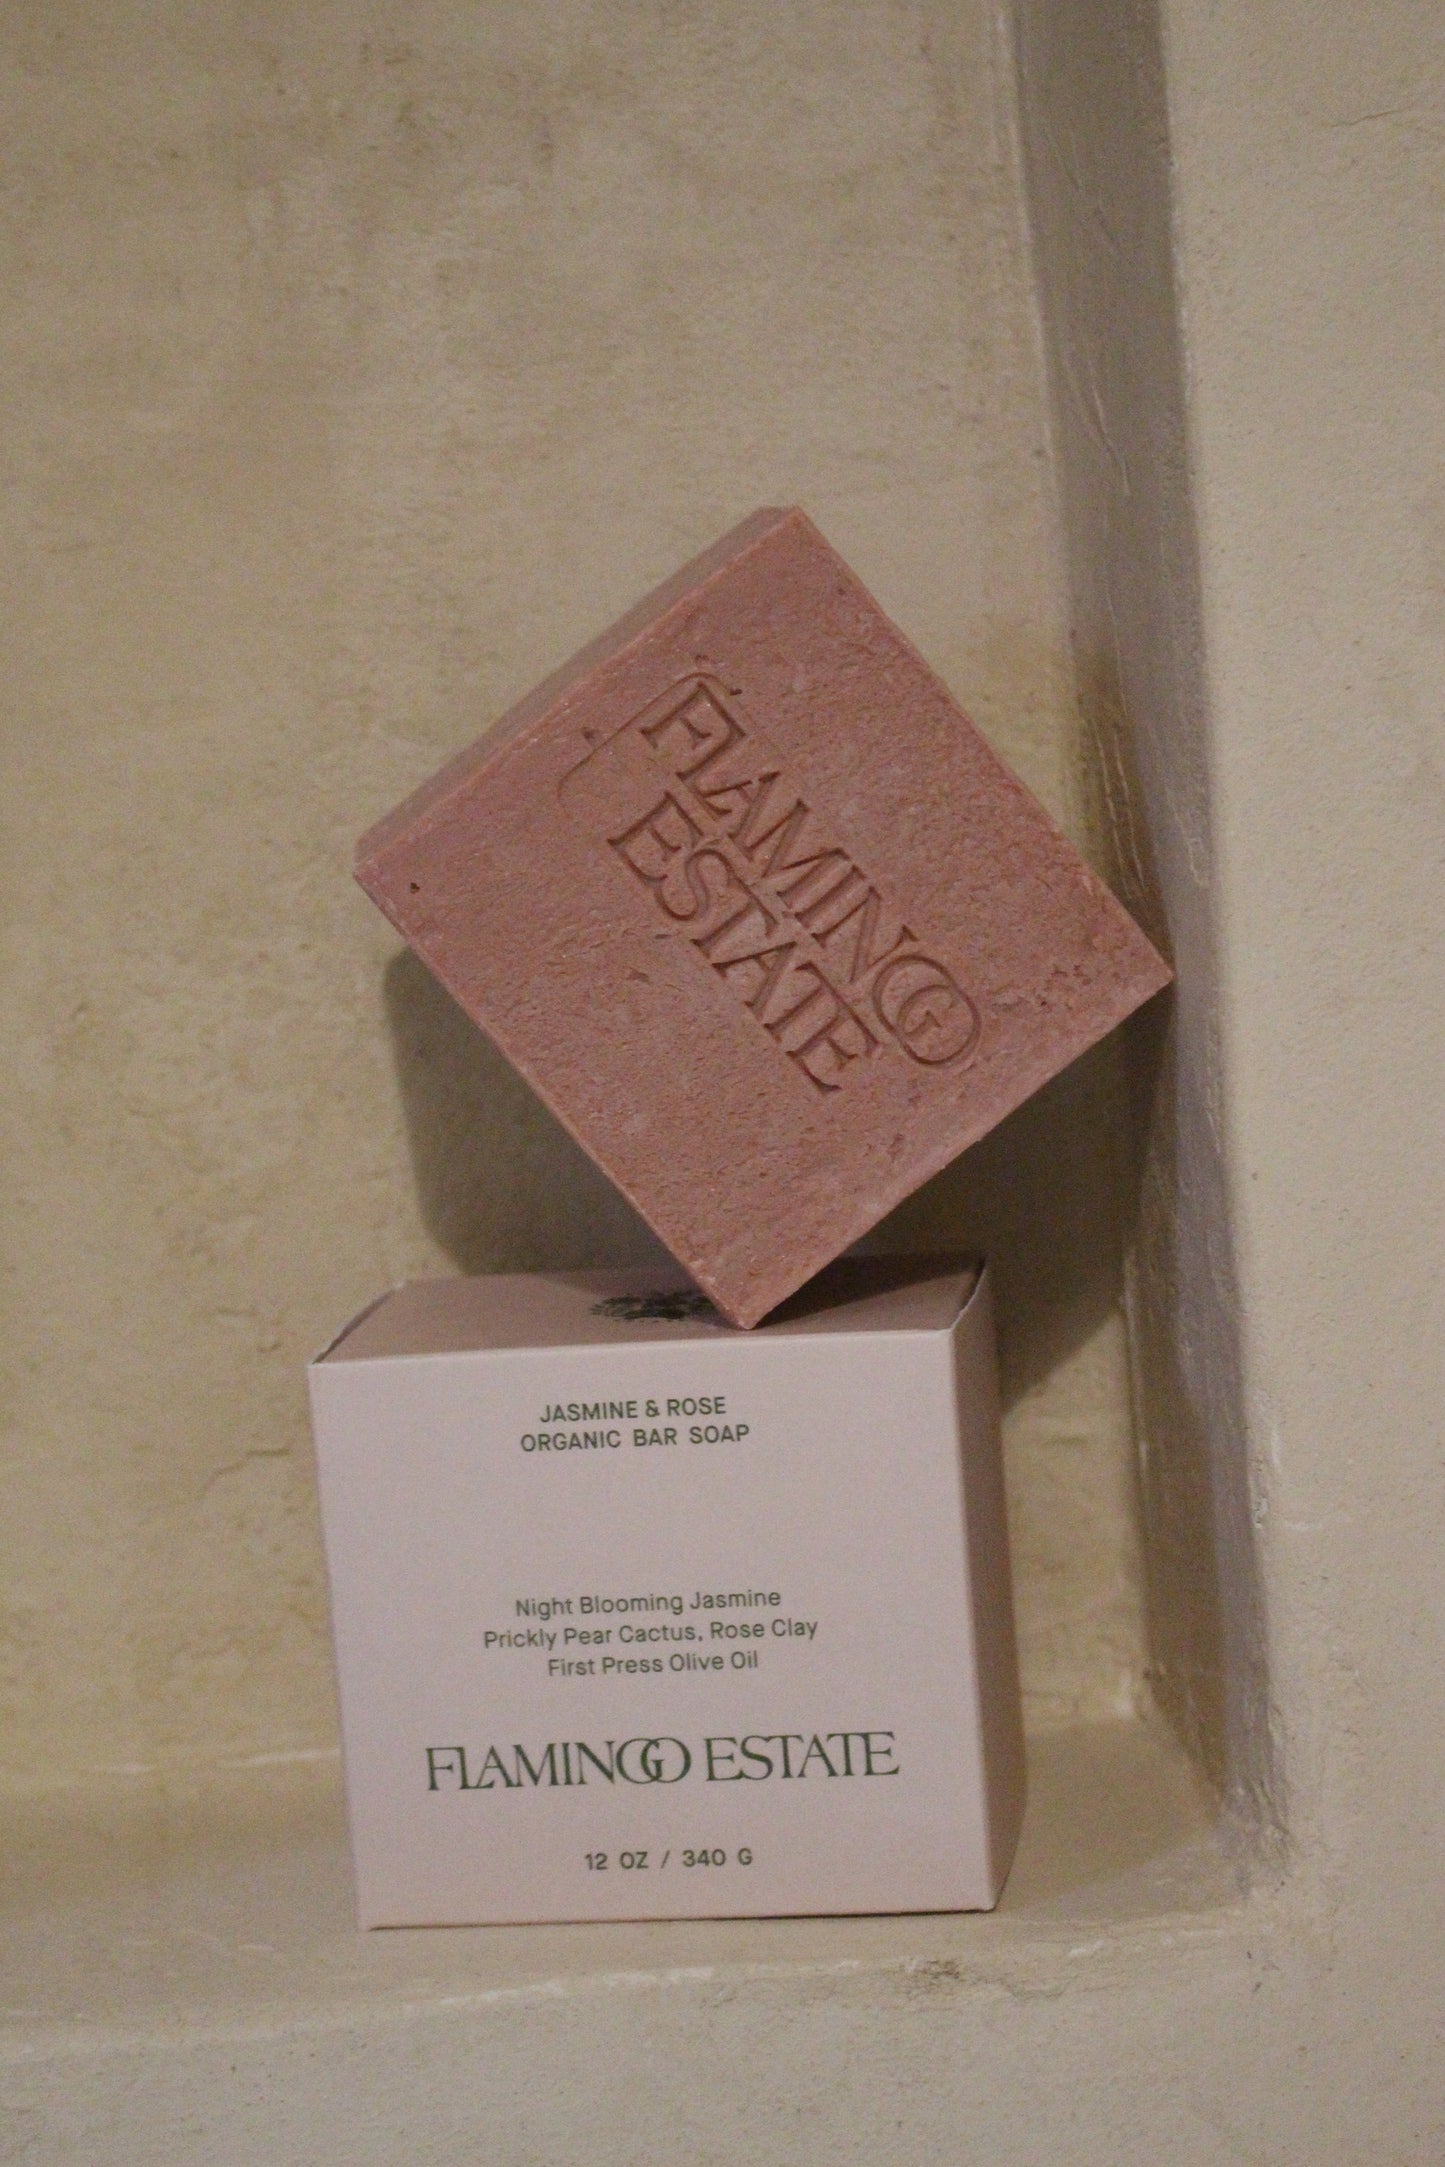 FLAMINGO
ESTATE
JASMINE & ROSE
ORGANIC BAR SOAP
Night Blooming Jasmine
Prickly Pear Cactus, Rose Clay
First Press Olive Oil
FLAMINGO ESTATE
12 OZ / 340 G